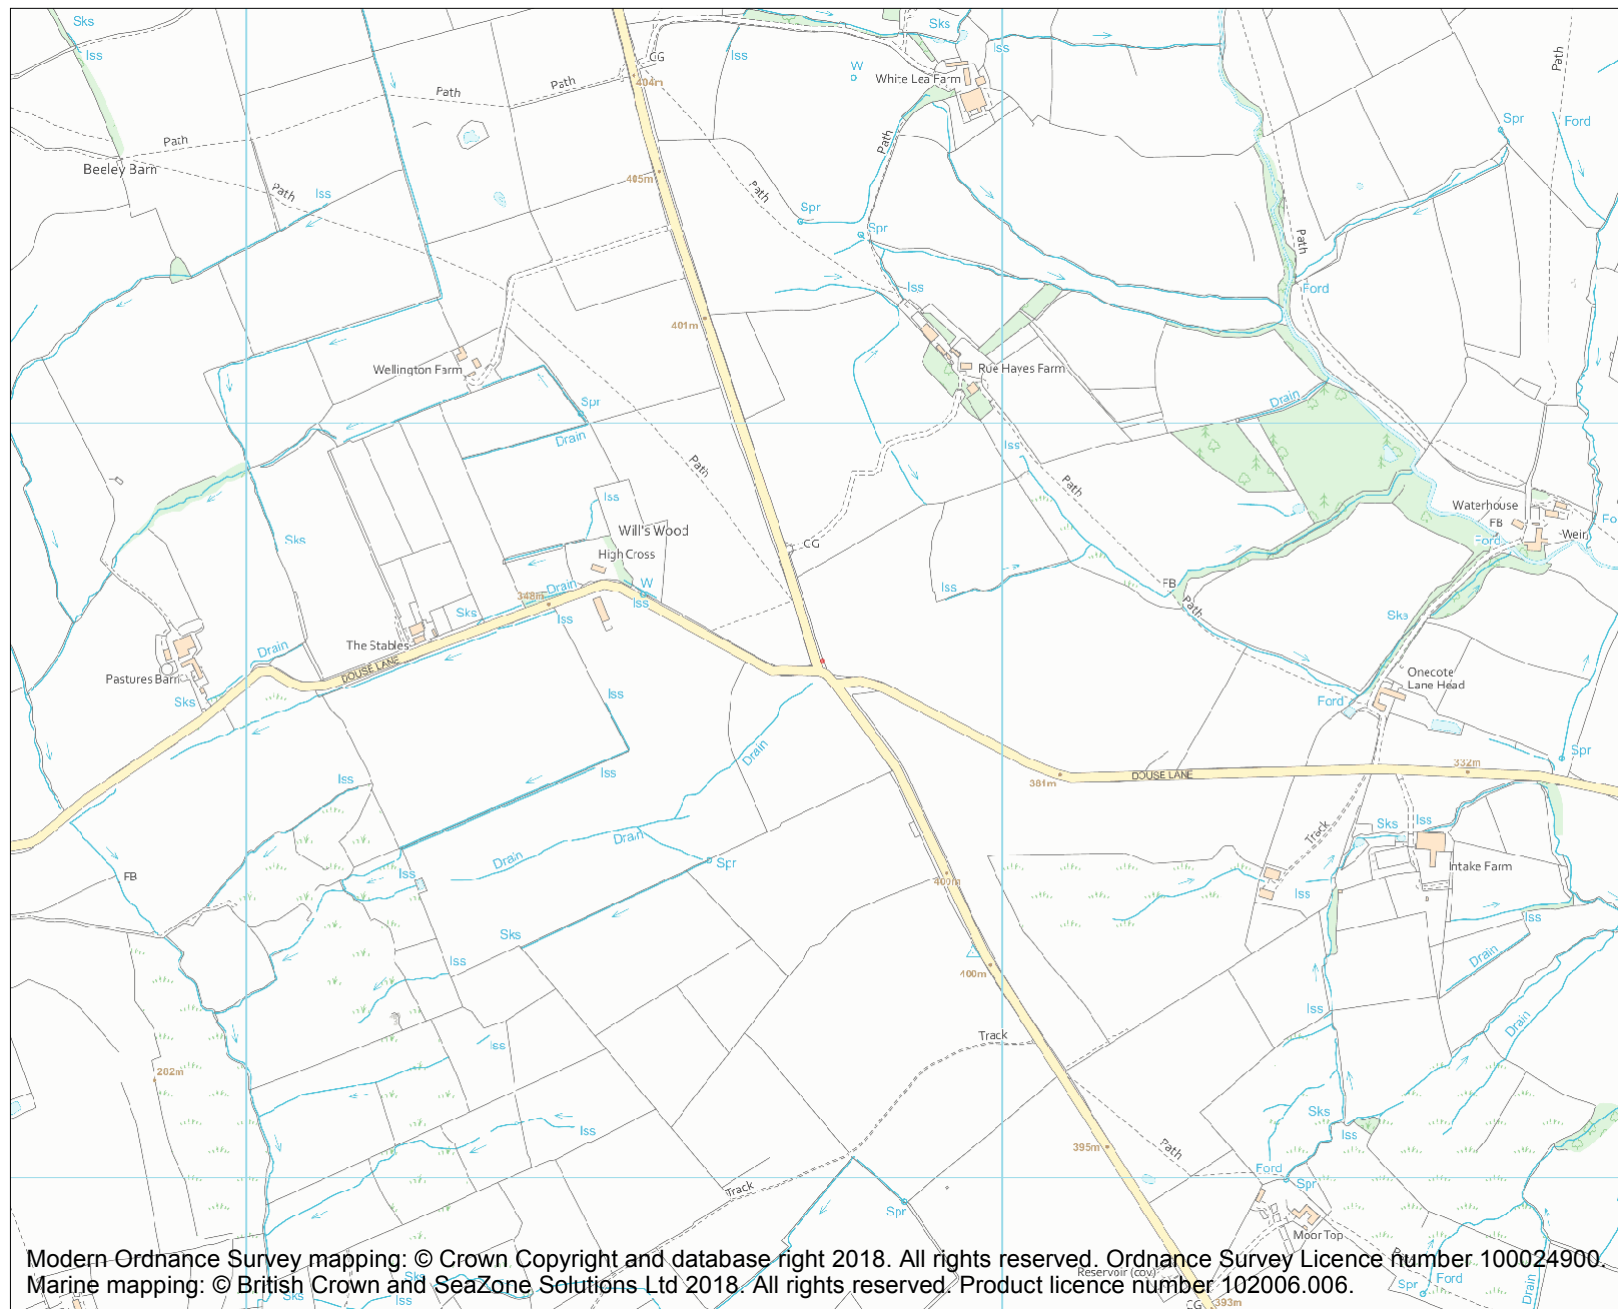 Sks
Sks
Iss
Iss
Iss
CG
404m
W
White Lea Farm
Path
Path
Path
Path
Spr
Ford
Path
Path
Beeley Barn
405m
Path
Path
Iss
Spr
Spr
Path
Iss
Ford
401m
Wellington Farm
Rue Hayes Farm
Spr
Drain
Drain
Iss
Path
Path
Iss
Waterhouse
FB
Weir
Ford
Will's Wood
High Cross
CG
Sks
W
Drain
Iss
348m
Iss
Sks
Iss
FB
Path
Sks
The Stables
DOUSE LANE
Drain
Pastures Barn
Sks
Iss
Onecote
Lane Head
Ford
Drain
Spr
Iss
Iss
381m
DOUSE LANE
332m
Track
Sks
Iss
Drain
Drain
Spr
Iss
FB
400m
Intake Farm
Iss
Iss
Sks
Iss
Drain
400m
Iss
Drain
Track
Iss
202m
Iss
Sks
Iss
395m
Path
Ford
Spr
Track
Spr
Moor Top
Modern Ordnance Survey mapping: © Crown Copyright and database right 2018. All rights reserved. Ordnance Survey Licence number 100024900.
Path
Reservoir (cov)
Sks
Marine mapping: © British Crown and SeaZone Solutions Ltd 2018. All rights reserved. Product licence number 102006.006.
Spr
Ford
Drain
Sks
Iss
CG
393m